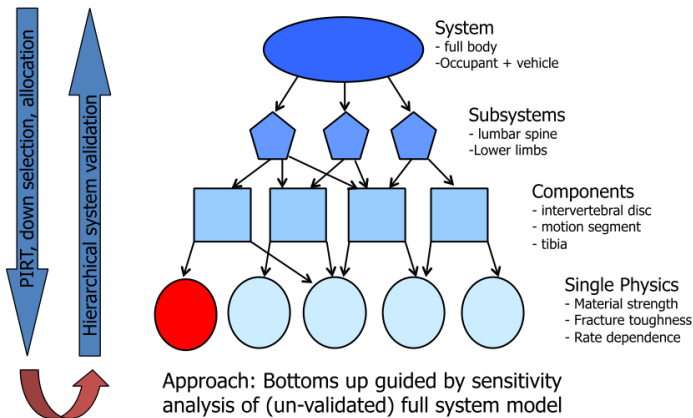 PIRT, down selection, allocation
Hierarchical system validation
System
- full body
-Occupant + vehicle
Subsystems
- lumbar spine
-Lower limbs
Components
- intervertebral disc
- motion segment
- tibia
Single Physics
- Material strength
- Fracture toughness
- Rate dependence
Approach: Bottoms up guided by sensitivity
analysis of (un-validated) full system model